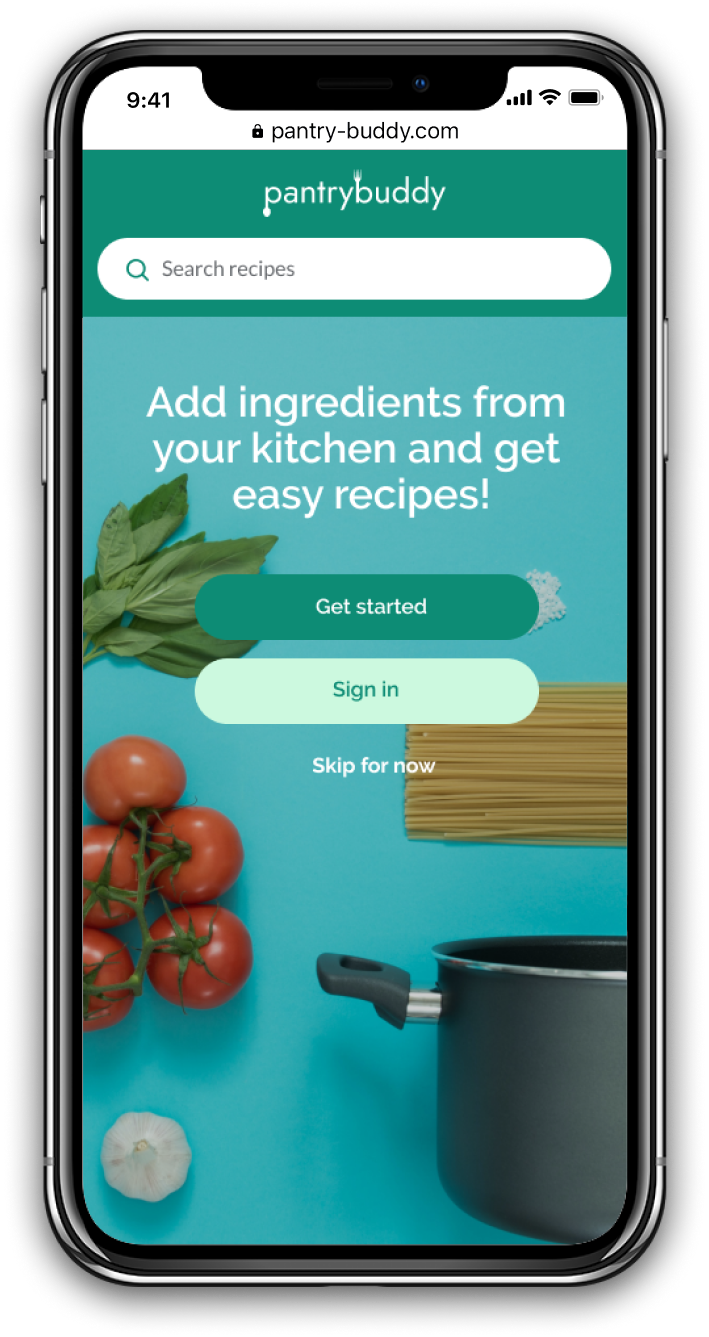 9:41
pantry-buddy.com
pantrybuddy
Search recipes
Add ingredients from
your kitchen and get
easy recipes!
Get started
Sign in
Skip for now